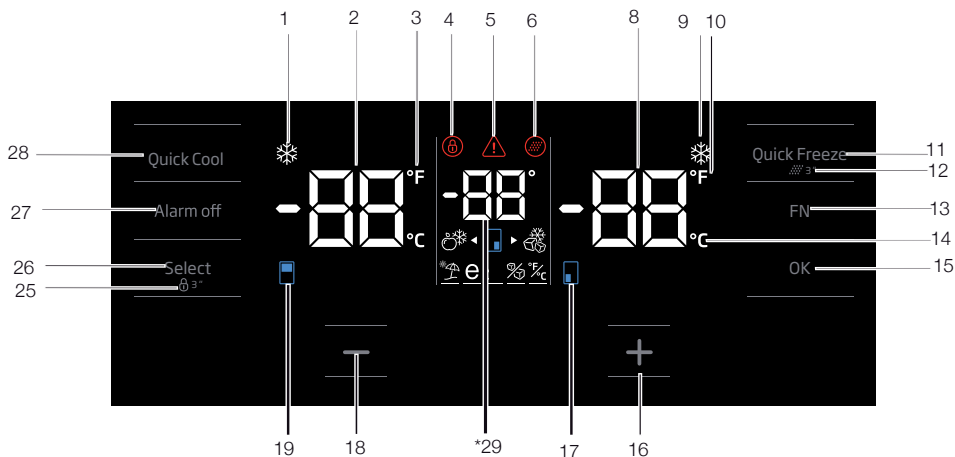 1 2 3 4 5 6 8 9 10
28 Quick Cool Quick Freeze 11
3" 12
°F °F ° 
27 Alarm off FN 13
°C °C 14
26 Select OK 15
25 3"
e °F/°C
19 18 *29 17 16